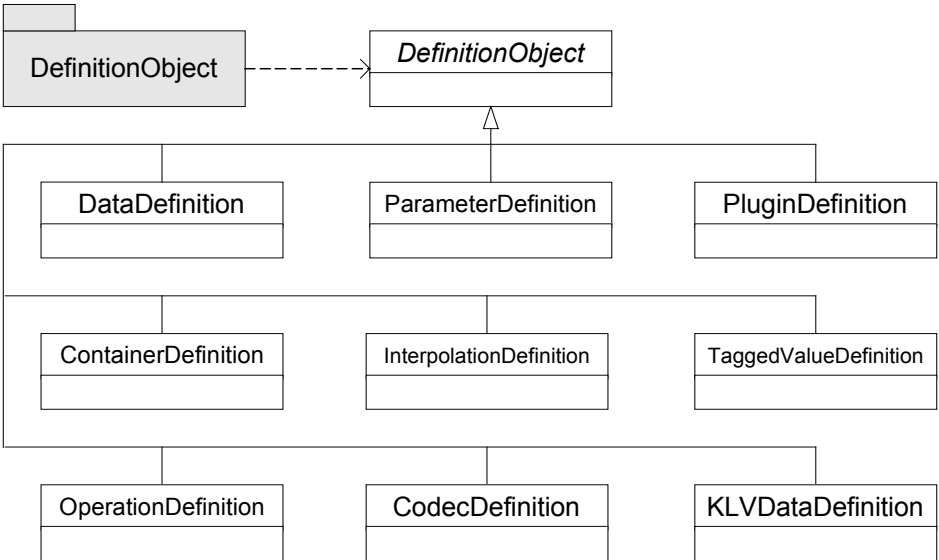 DefinitionObject
DefinitionObject
DataDefinition
ParameterDefinition
PluginDefinition
ContainerDefinition
InterpolationDefinition
TaggedValueDefinition
OperationDefinition
CodecDefinition
KLVDataDefinition